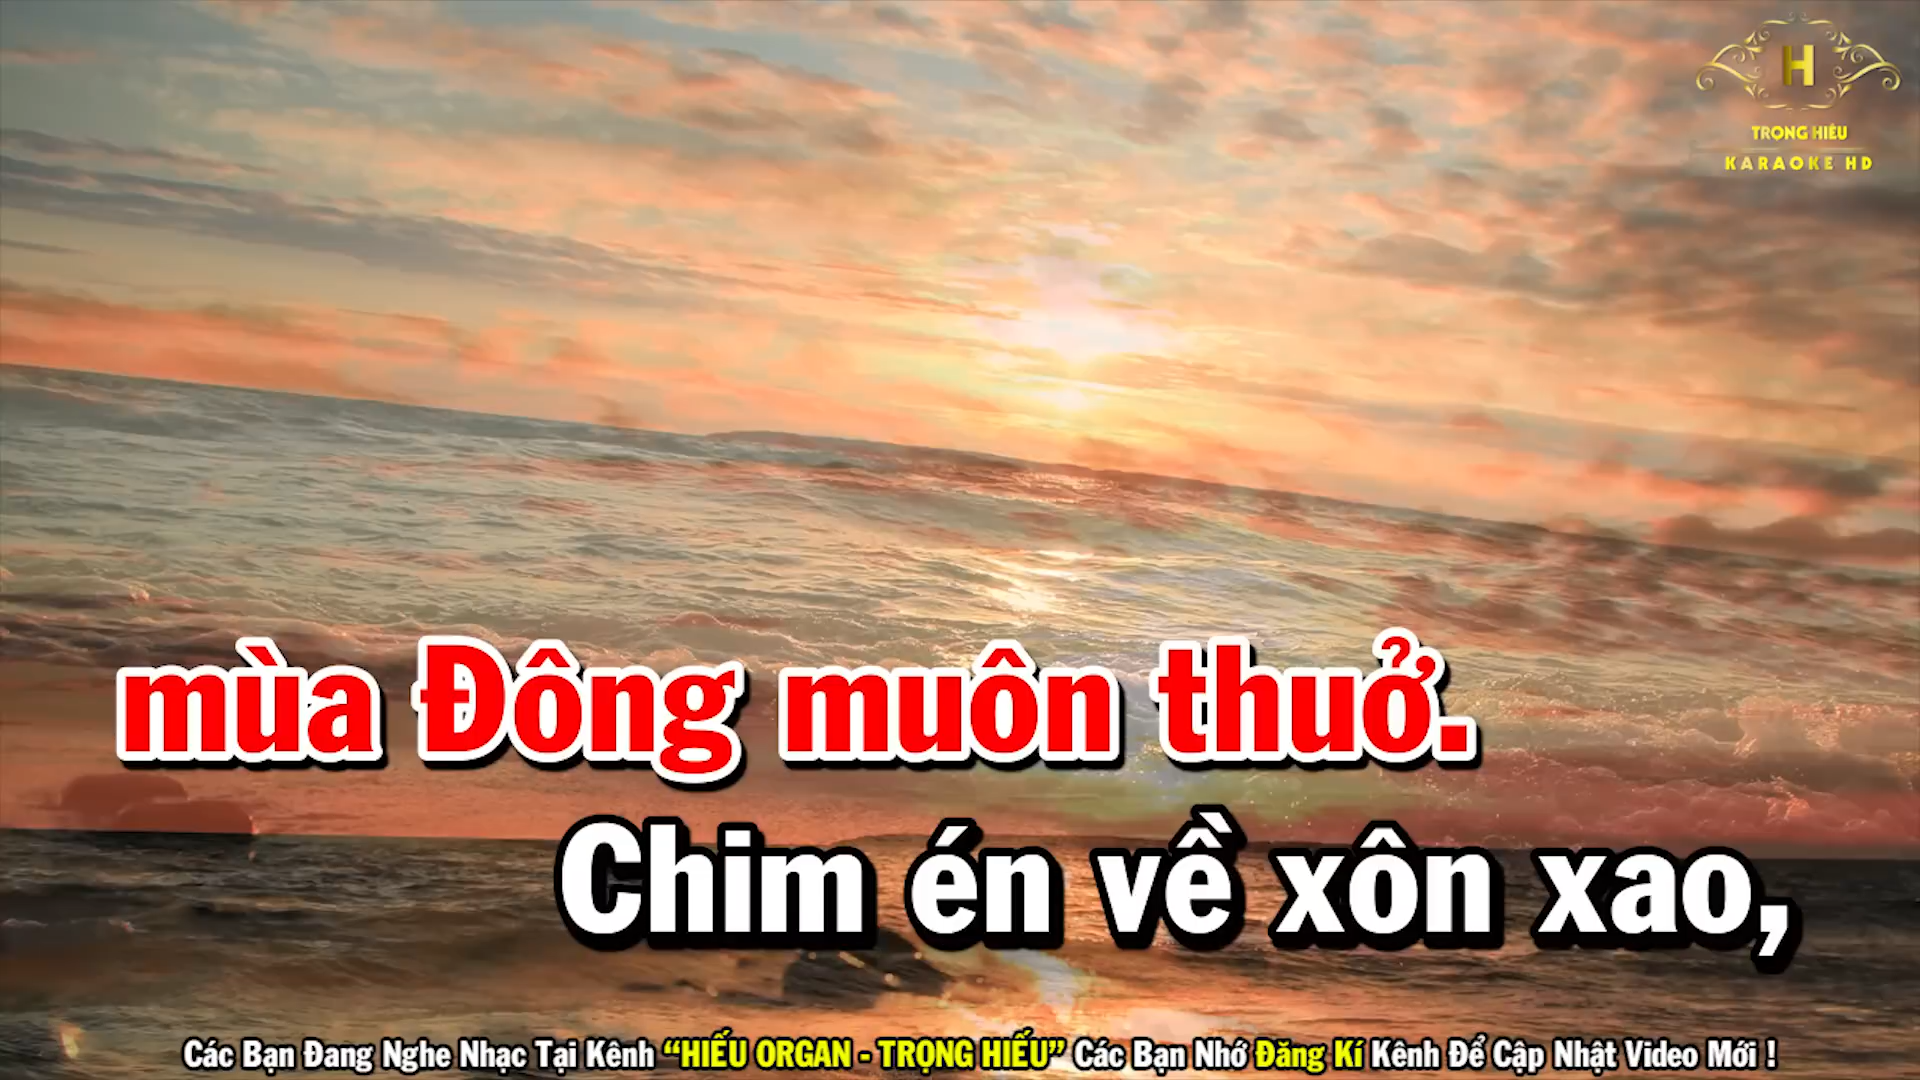 H
TRỌNG HIẾU
KARAOKE HD
mùa Đông muôn thuở.
Chim én về xôn xao,
Các Bạn Đang Nghe Nhạc Tại Kênh “HIẾU ORGAN - TRỌNG HIẾU” Các Bạn Nhớ Đăng Kí Kênh Để Cập Nhật Video Mới !